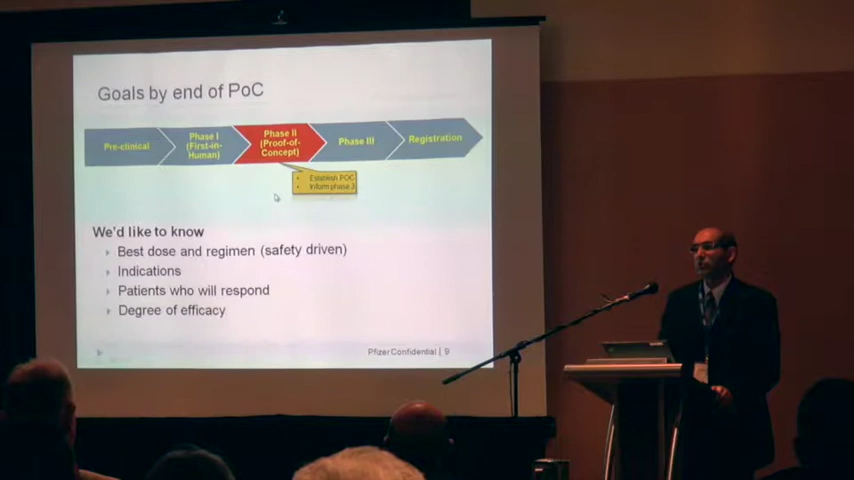 Goals by end of PoC
Pre-clinical
Phase I
(First-in-
Human)
Phase II
(Proof-of-
Concept)
Phase III
Registration
• Establish POC
• Inform phase 3
We'd like to know
Best dose and regimen (safety driven)
Indications
Patients who will respond
Degree of efficacy
Pfizer Confidential | 9